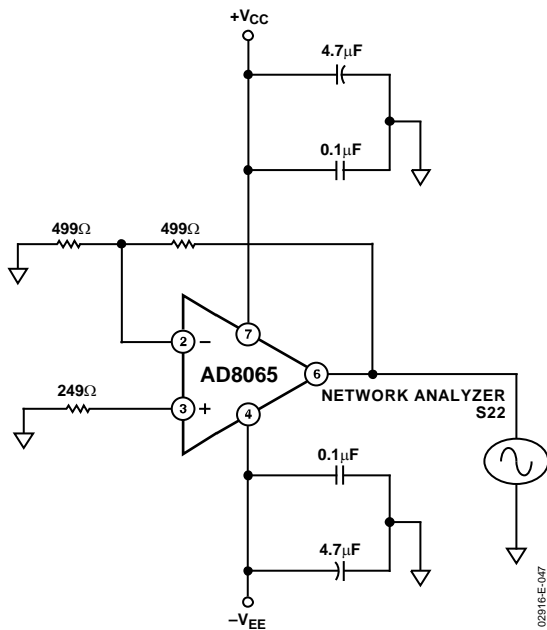 +VCC
4.7µF
0.1µF
499Ω
499Ω
2
–
7
AD8065
6
3
+
4
249Ω
NETWORK ANALYZER
S22
0.1µF
4.7µF
–VEE
02916-E-047